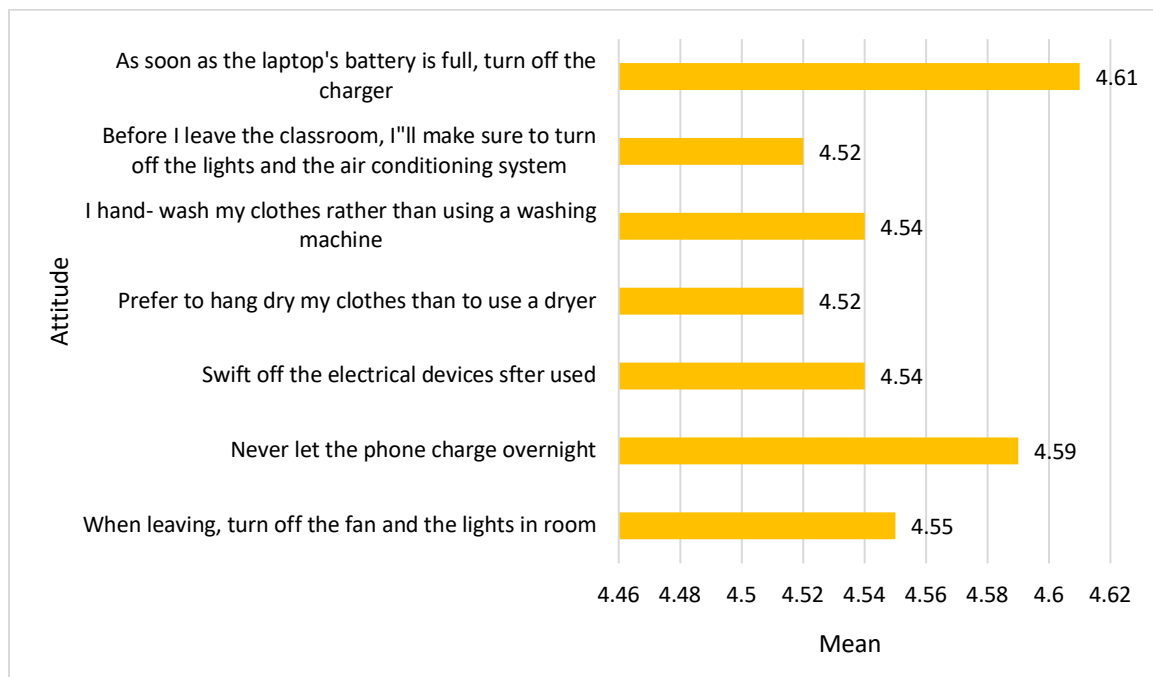 As soon as the laptop's battery is full, turn off the
charger
4.61
Before I leave the classroom, I"ll make sure to turn
off the lights and the air conditioning system
4.52
I hand- wash my clothes rather than using a washing
machine
4.54
Prefer to hang dry my clothes than to use a dryer
4.52
Swift off the electrical devices sfter used
4.54
Never let the phone charge overnight
4.59
When leaving, turn off the fan and the lights in room
4.55
Attitude
4.46 4.48 4.5 4.52 4.54 4.56 4.58 4.6 4.62
Mean